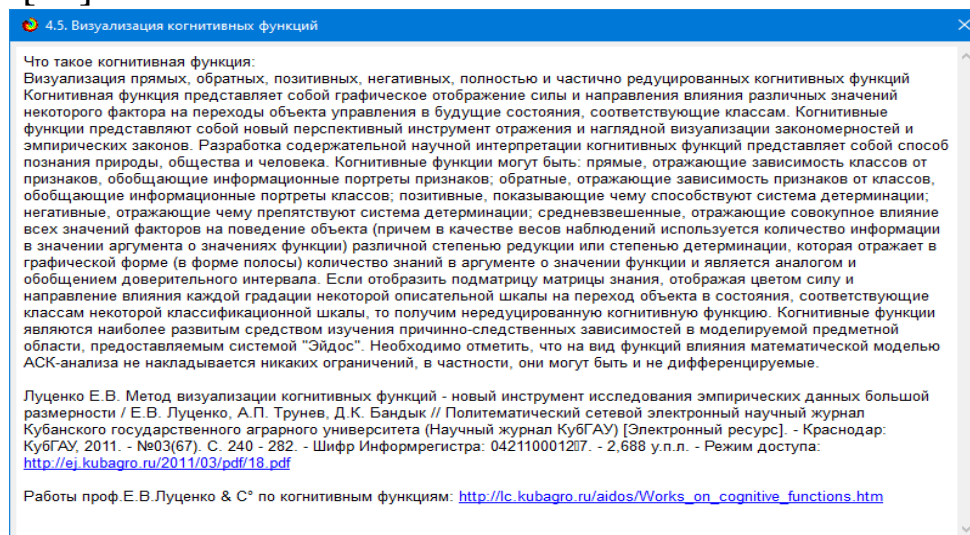 4.5. Визуализация когнитивных функций
Что такое когнитивная функция:
Визуализация прямых, обратных, позитивных, негативных, полностью и частично редуцированных когнитивных функций
Когнитивная функция представляет собой графическое отображение силы и направления влияния различных значений
некоторого фактора на переходы объекта управления в будущие состояния, соответствующие классам. Когнитивные
функции представляют собой новый перспективный инструмент отражения и наглядной визуализации закономерностей и
эмпирических законов. Разработка содержательной научной интерпретации когнитивных функций представляет собой способ
познания природы, общества и человека. Когнитивные функции могут быть: прямые, отражающие зависимость классов от
признаков, обобщающие информационные портреты признаков; обратные, отражающие зависимость признаков от классов,
обобщающие информационные портреты классов; позитивные, показывающие чему способствуют система детерминации;
негативные, отражающие чему препятствуют система детерминации; средневзвешенные, отражающие совокупное влияние
всех значений факторов на поведение объекта (причем в качестве весов наблюдений используется количество информации
в значении аргумента о значениях функции) различной степенью редукции или степенью детерминации, которая отражает в
графической форме (в форме полосы) количество знаний в аргументе о значении функции и является аналогом и
обобщением доверительного интервала. Если отобразить подматрицу матрицы знания, отображая цветом силу и
направление влияния каждой градации некоторой описательной шкалы на переход объекта в состояния, соответствующие
классам некоторой классификационной шкалы, то получим нередуцированную когнитивную функцию. Когнитивные функции
являются наиболее развитым средством изучения причинно-следственных зависимостей в моделируемой предметной
области, предоставляемым системой "Эйдос". Необходимо отметить, что на вид функций влияния математической моделью
АСК-анализа не накладывается никаких ограничений, в частности, они могут быть и не дифференцируемые.
Луценко Е.В. Метод визуализации когнитивных функций - новый инструмент исследования эмпирических данных большой
размерности / Е.В. Луценко, А.П. Трунев, Д.К. Бандык // Политематический сетевой электронный научный журнал
Кубанского государственного аграрного университета (Научный журнал КубГАУ) [Электронный ресурс]. - Краснодар:
КубГАУ, 2011. - №03(67). С. 240 - 282. - Шифр Информрегистра: 0421100012▯7. - 2,688 у.п.л. - Режим доступа:
http://ej.kubagro.ru/2011/03/pdf/18.pdf
Работы проф.Е.В.Луценко & С° по когнитивным функциям: http://lc.kubagro.ru/aidos/Works_on_cognitive_functions.htm